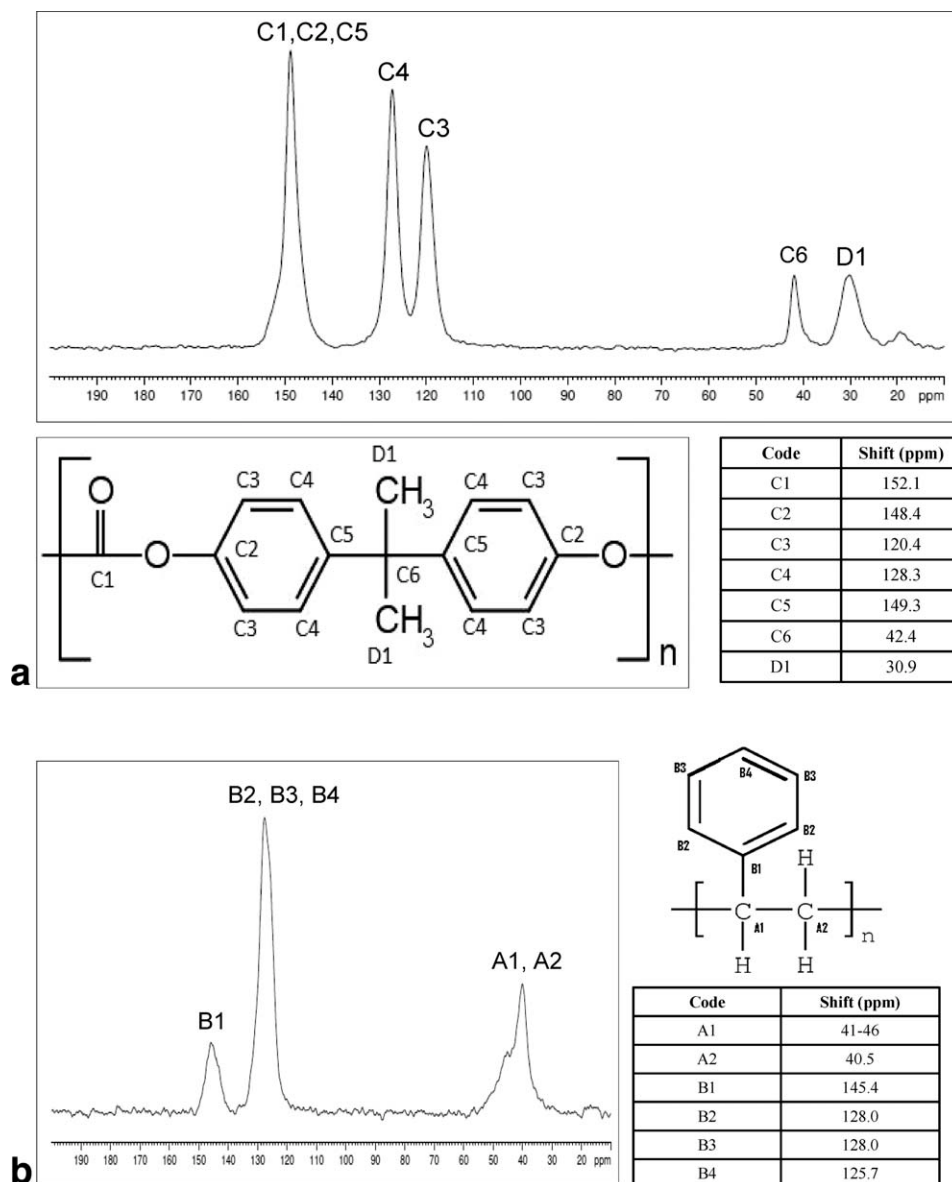 C1,C2,C5
C4
C3
C6
D1
190 180 170 160 150 140 130 120 110 100 90 80 70 60 50 40 30 20 ppm
D1
C3 C4 CH3 C4 C3
O
C5 C2
O C2 C5 O
C1 C6
C3 C4 CH3 C4 C3
D1
n
a
Code Shift (ppm)
C1 152.1
C2 148.4
C3 120.4
C4 128.3
C5 149.3
C6 42.4
D1 30.9
B2, B3, B4
A1, A2
B1
190 180 170 160 150 140 130 120 110 100 90 80 70 60 50 40 30 20 ppm
b
B3 B4 B3
B2 B2
B1 H
C C n
A1 A2
H H
Code Shift (ppm)
A1 41-46
A2 40.5
B1 145.4
B2 128.0
B3 128.0
B4 125.7